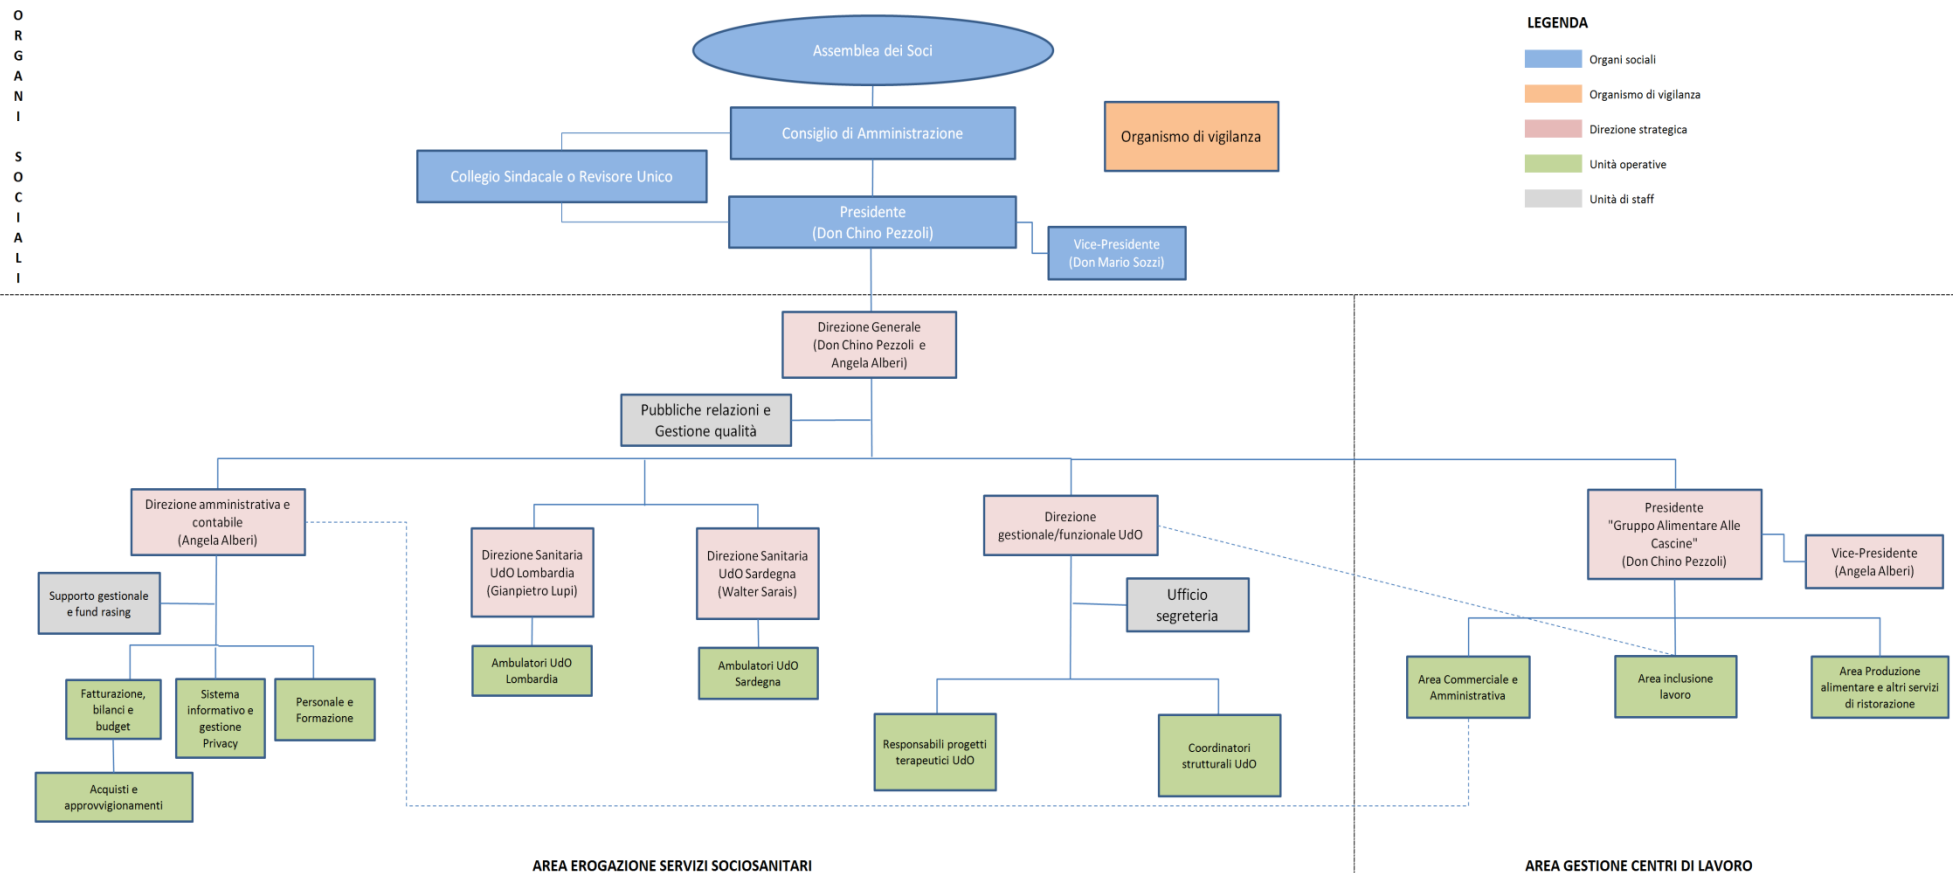 ORGANI SOCIALI
Assemblea dei Soci
Consiglio di Amministrazione
Collegio Sindacale o Revisore Unico
Presidente
(Don Chino Pezzoli)
Vice-Presidente
(Don Mario Sozzi)
Organismo di vigilanza
LEGENDA
Organi sociali
Organismo di vigilanza
Direzione strategica
Unità operative
Unità di staff
Direzione Generale
(Don Chino Pezzoli e
Angela Alberi)
Pubbliche relazioni e
Gestione qualità
Direzione amministrativa e
contabile
(Angela Alberi)
Supporto gestionale
e fund rasing
Fatturazione,
bilanci e
budget
Sistema
informativo e
gestione
Privacy
Personale e
Formazione
Acquisti e
approvvigionamenti
Direzione Sanitaria
UdO Lombardia
(Gianpietro Lupi)
Ambulatori UdO
Lombardia
Direzione Sanitaria
UdO Sardegna
(Walter Sarais)
Ambulatori UdO
Sardegna
Direzione
gestionale/funzionale UdO
Ufficio
segreteria
Responsabili progetti
terapeutici UdO
Coordinatori
strutturali UdO
Presidente
"Gruppo Alimentare Alle
Cascine"
(Don Chino Pezzoli)
Vice-Presidente
(Angela Alberi)
Area Commerciale e
Amministrativa
Area inclusione
lavoro
Area Produzione
alimentare e altri servizi
di ristorazione
AREA EROGAZIONE SERVIZI SOCIOSANITARI
AREA GESTIONE CENTRI DI LAVORO